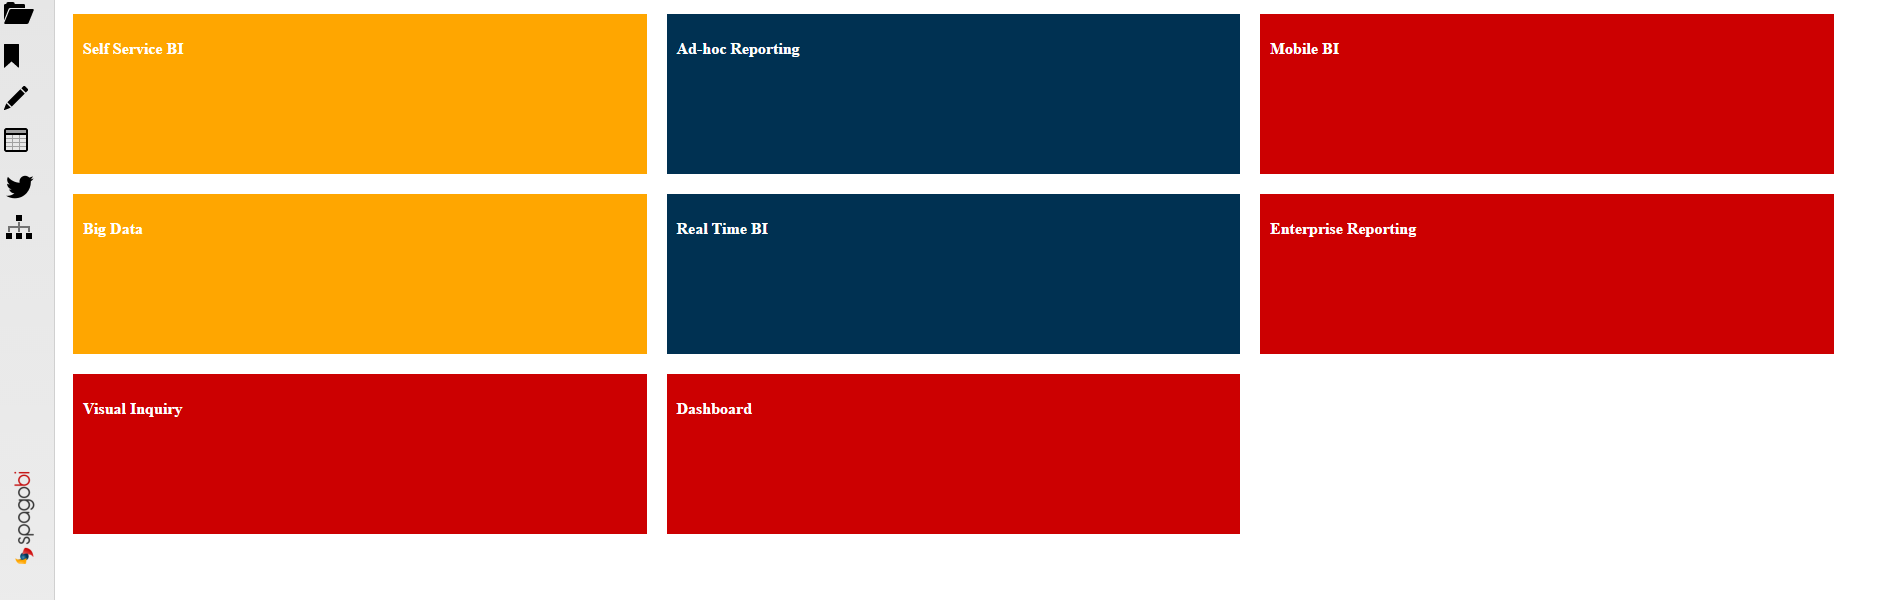 Self Service BI
Ad-hoc Reporting
Mobile BI
Big Data
Real Time BI
Enterprise Reporting
Visual Inquiry
Dashboard
spagobi